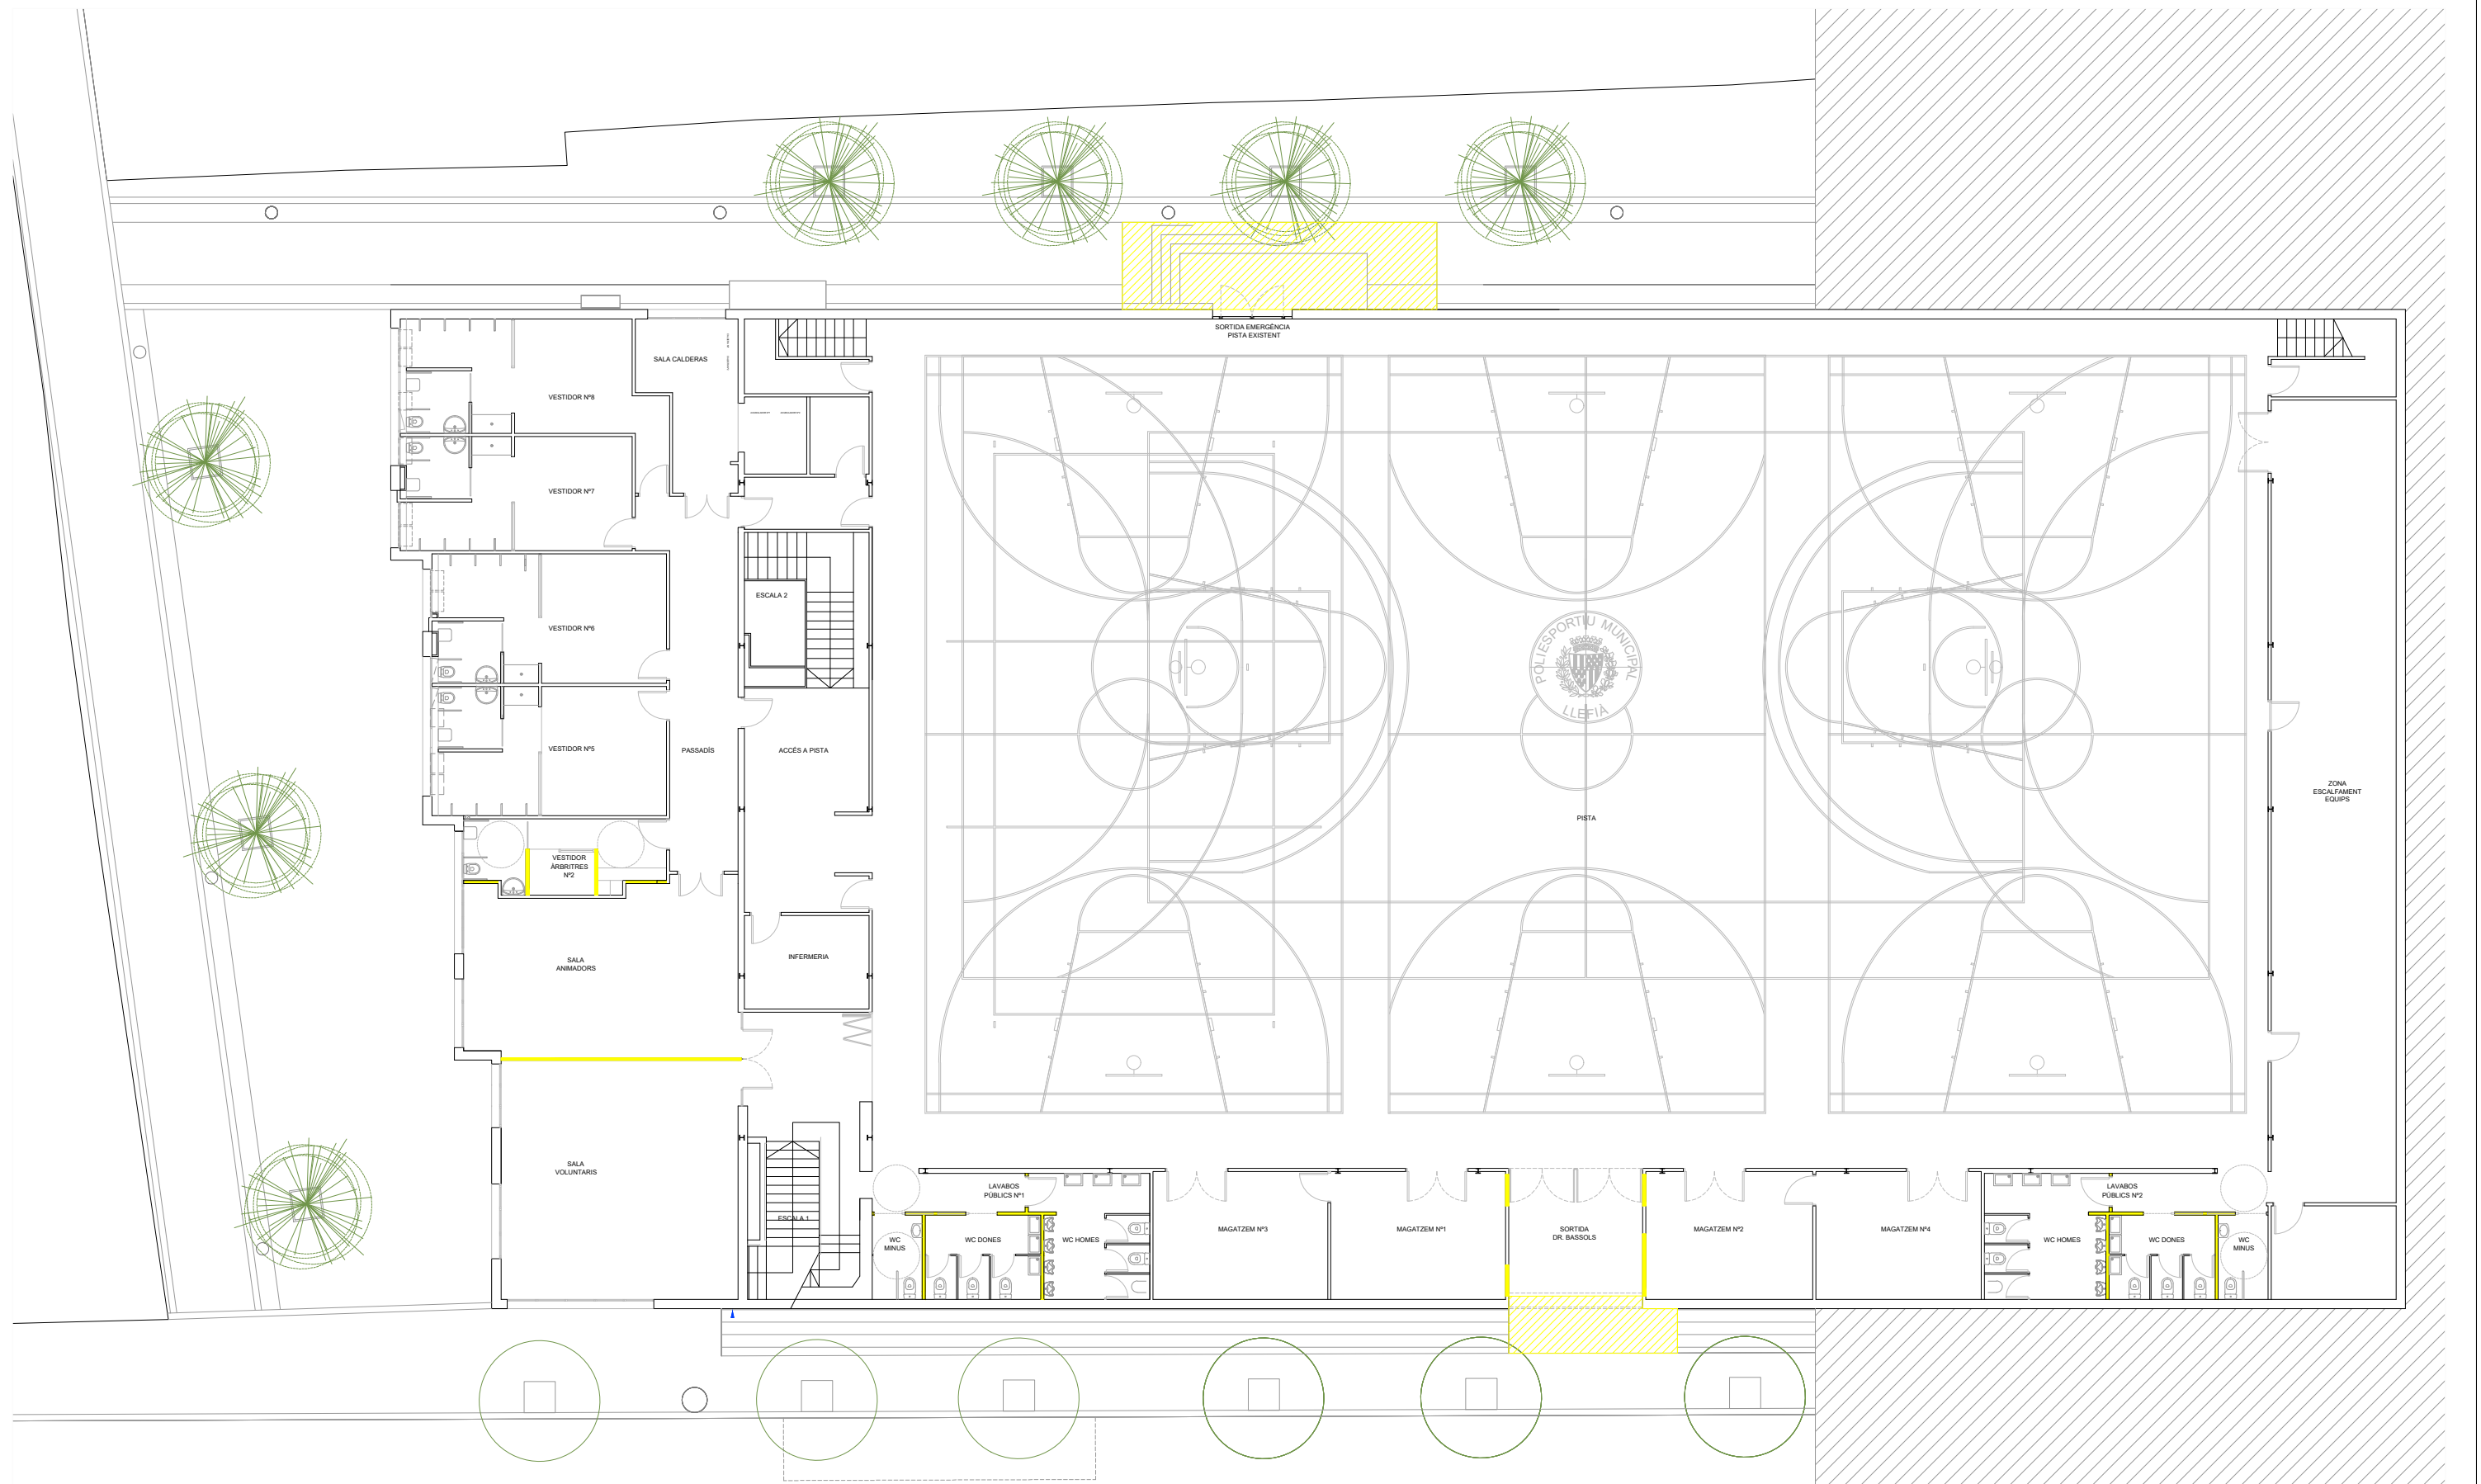 SORTIDA EMERGÈNCIA
PISTA EXISTENT
SALA CALDERAS
VESTIDOR Nº8
VESTIDOR Nº7
ESCALA 2
VESTIDOR Nº6
POLIESPORTIU MUNICIPAL
LLEFIÀ
VESTIDOR Nº5
PASSADÍS
ACCÉS A PISTA
ZONA
ESCALFAMENT
EQUIPS
PISTA
VESTIDOR
ÀRBRITRES
Nº2
SALA
ANIMADORS
INFERMERIA
SALA
VOLUNTARIS
ESCALA 1
LAVABOS
PÚBLICS Nº1
WC
MINUS
WC DONES
WC HOMES
MAGATZEM Nº3
MAGATZEM Nº1
SORTIDA
DR. BASSOLS
MAGATZEM Nº2
MAGATZEM Nº4
LAVABOS
PÚBLICS Nº2
WC HOMES
WC DONES
WC
MINUS